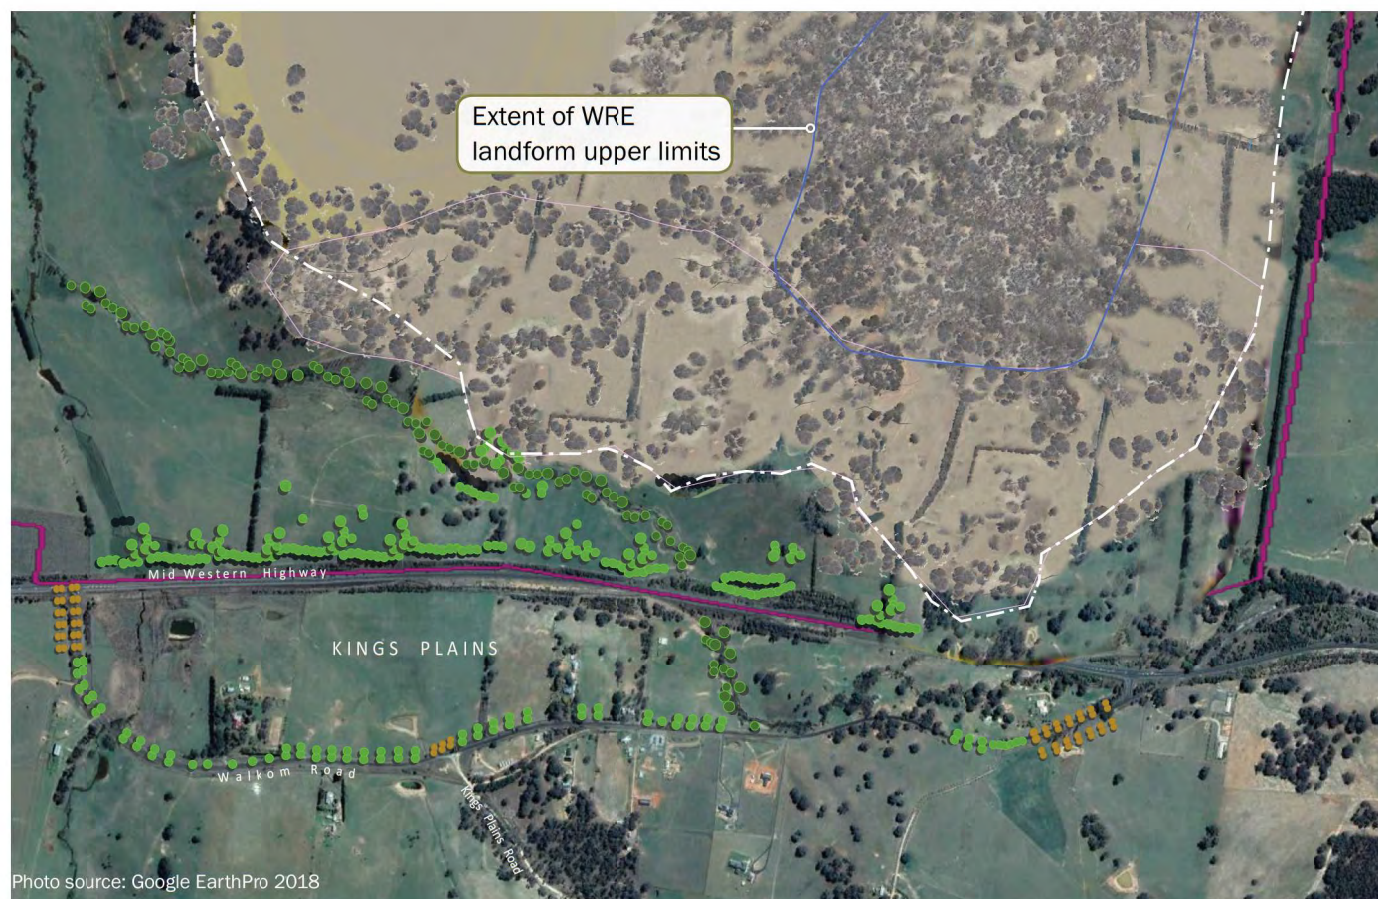 Extent of WRE
landform upper limits
Mid Western Highway
KINGS PLAINS
Walkom Road
Kings Plains Road
Photo source: Google EarthPro 2018